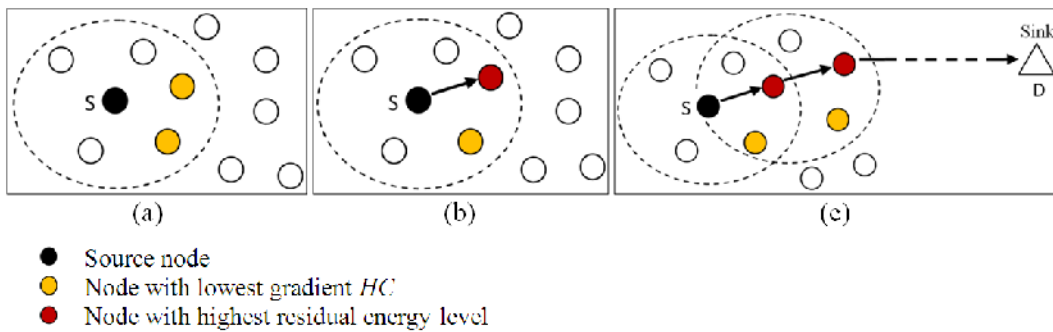 Sink
D
S
S
S
(a)
(b)
(c)
Source node
Node with lowest gradient HC
Node with highest residual energy level